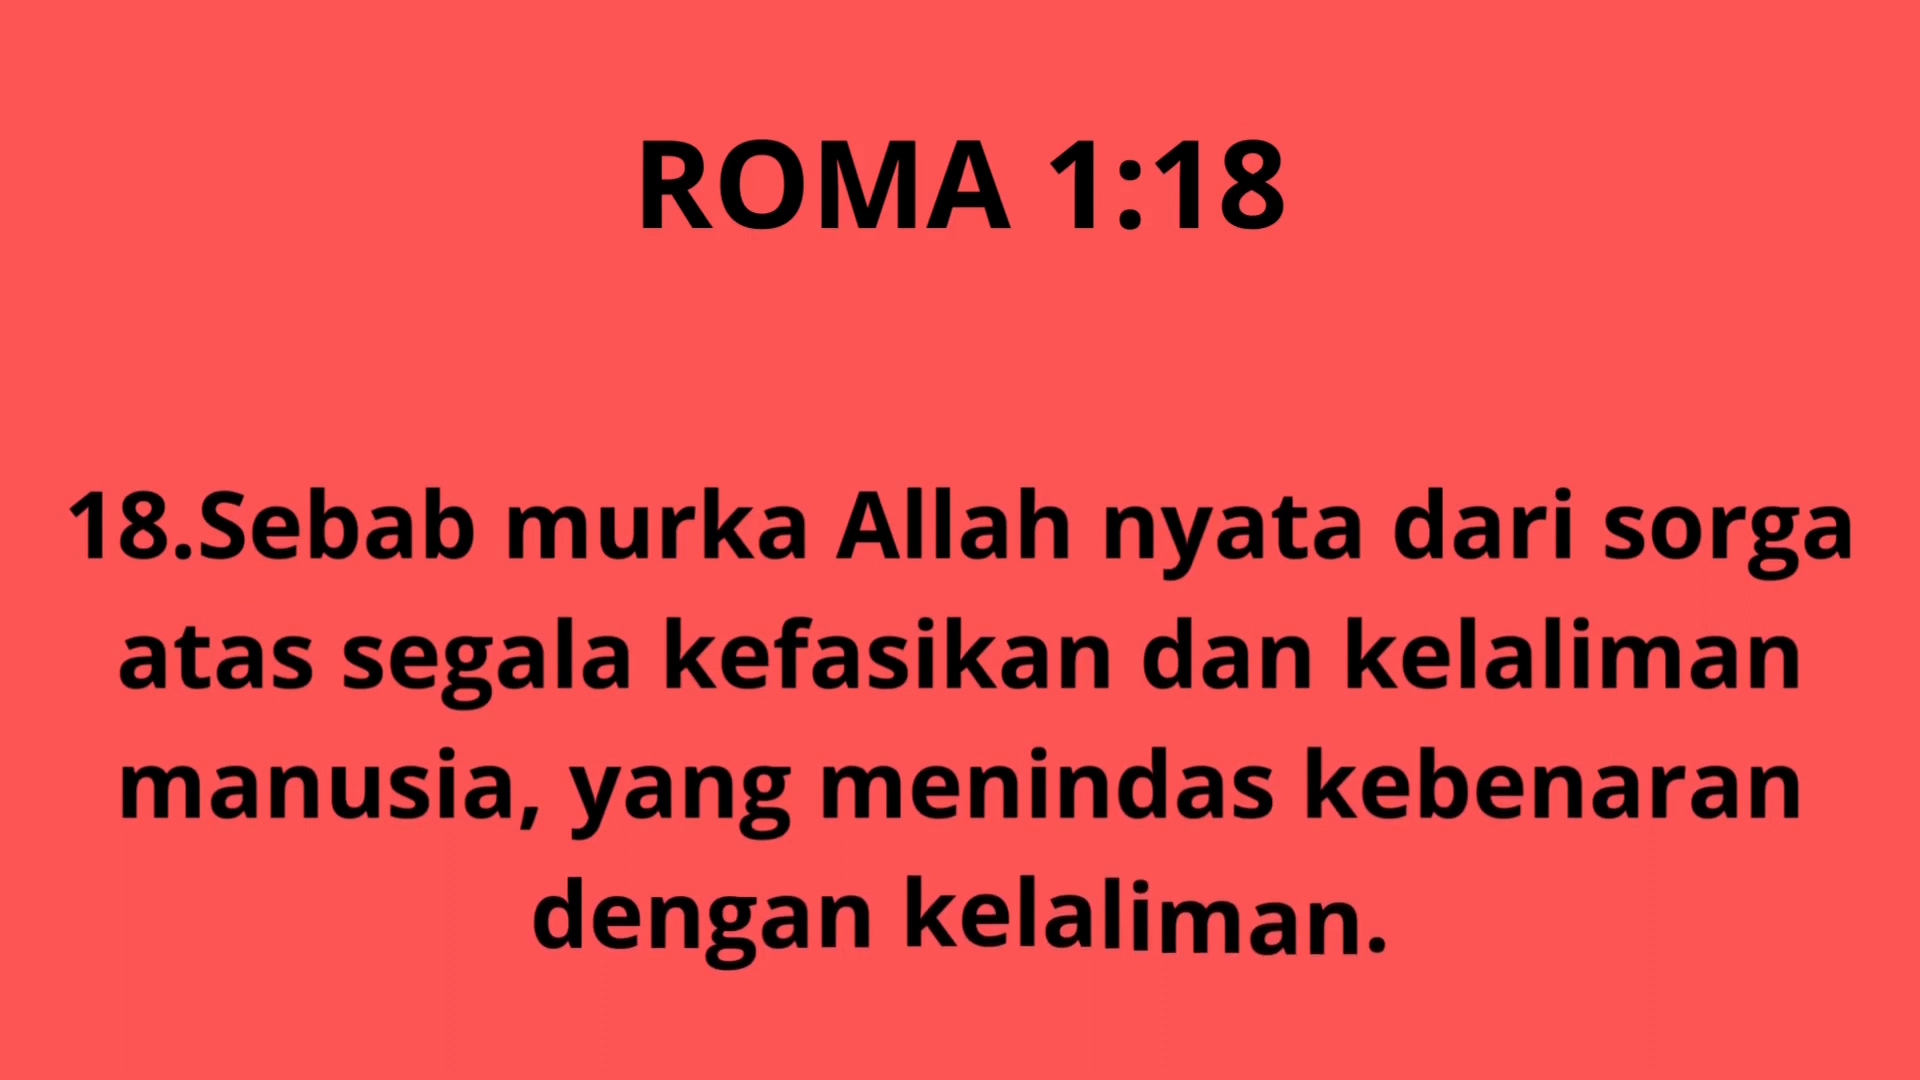 ROMA 1:18
18.Sebab murka Allah nyata dari sorga
atas segala kefasikan dan kelaliman
manusia, yang menindas kebenaran
dengan kelaliman.